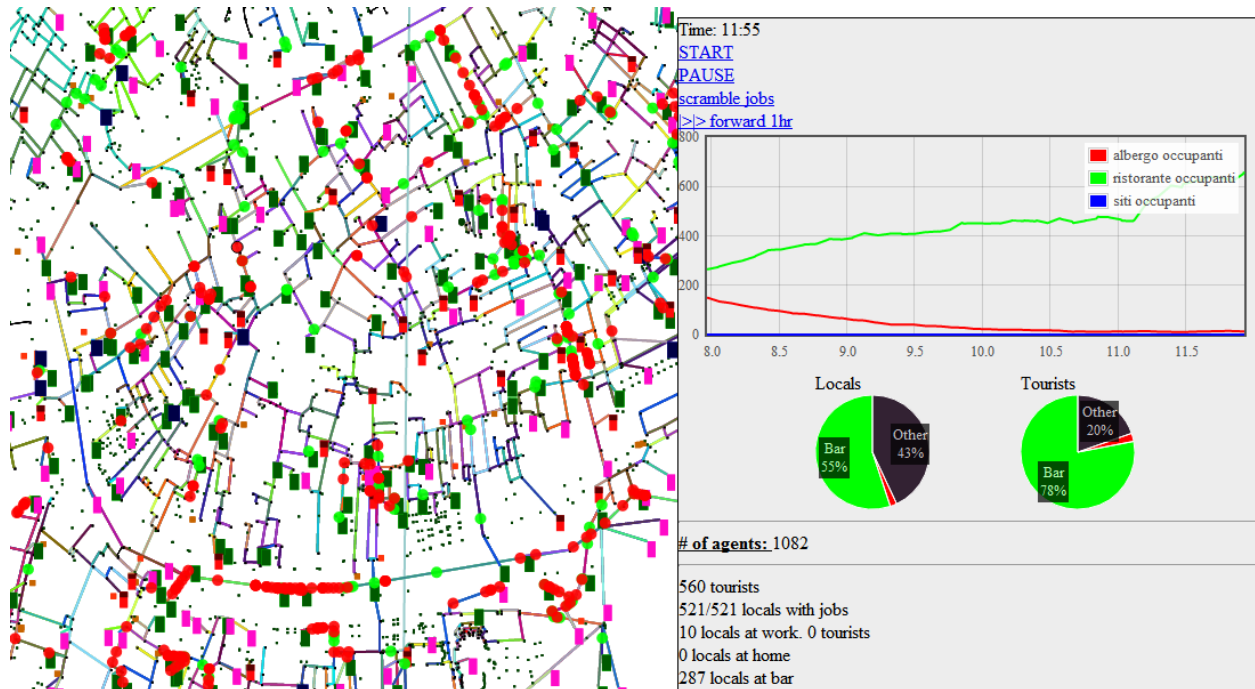 Time: 11:55
START
PAUSE
scramble jobs
|>|> forward 1hr
800
600
400
200
0
albergo occupanti
ristorante occupanti
siti occupanti
8.0 8.5 9.0 9.5 10.0 10.5 11.0 11.5
Locals Tourists
Bar
55%
Other
43%
Other
20%
Bar
78%
# of agents: 1082
560 tourists
521/521 locals with jobs
10 locals at work. 0 tourists
0 locals at home
287 locals at bar